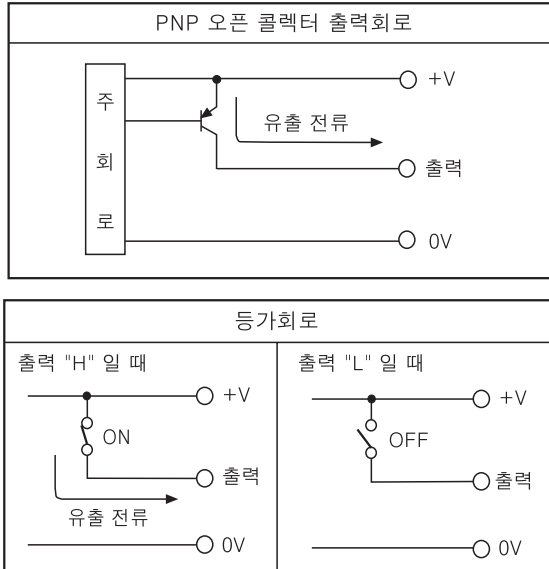 PNP 오픈 콜렉터 출력회로
주
회
로
+V
유출 전류
출력
0V
등가회로
출력 "H" 일 때
+V
ON
출력
유출 전류
0V
출력 "L" 일 때
+V
OFF
출력
0V